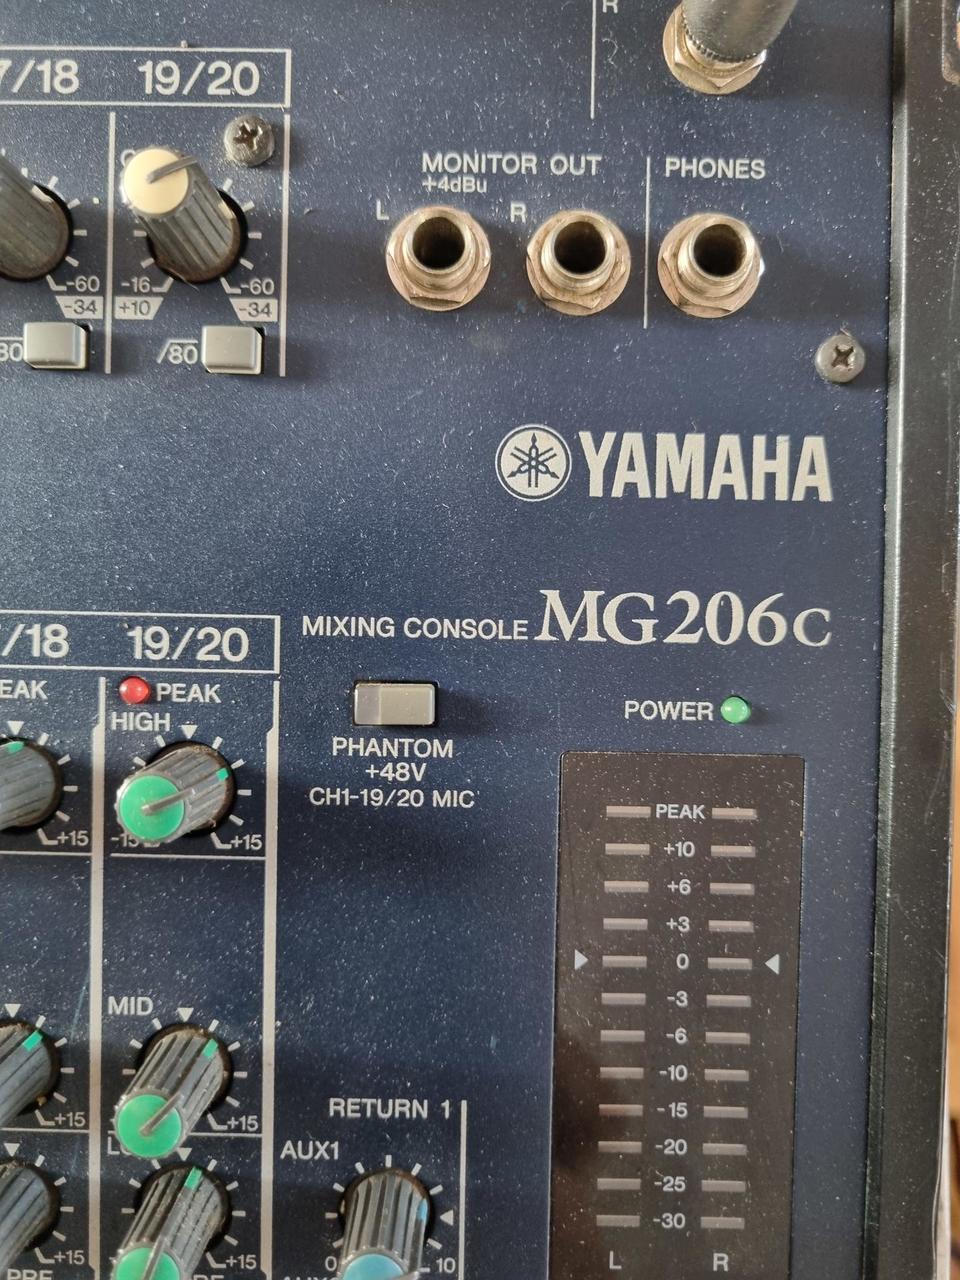 R
7/18 19/20
MONITOR OUT
+4dBu
PHONES
L R
-60 -16 -60
-34 +10 -34
80 /80
YAMAHA
MIXING CONSOLE MG206C
/18 19/20
EAK PEAK
HIGH
POWER
PHANTOM
+48V
CH1-19/20 MIC
+15 -15 +15
PEAK
+10
+6
+3
0
-3
-6
-10
-15
-20
-25
-30
L R
MID
+15 +15
RETURN 1
AUX1
+15 +15
0 10